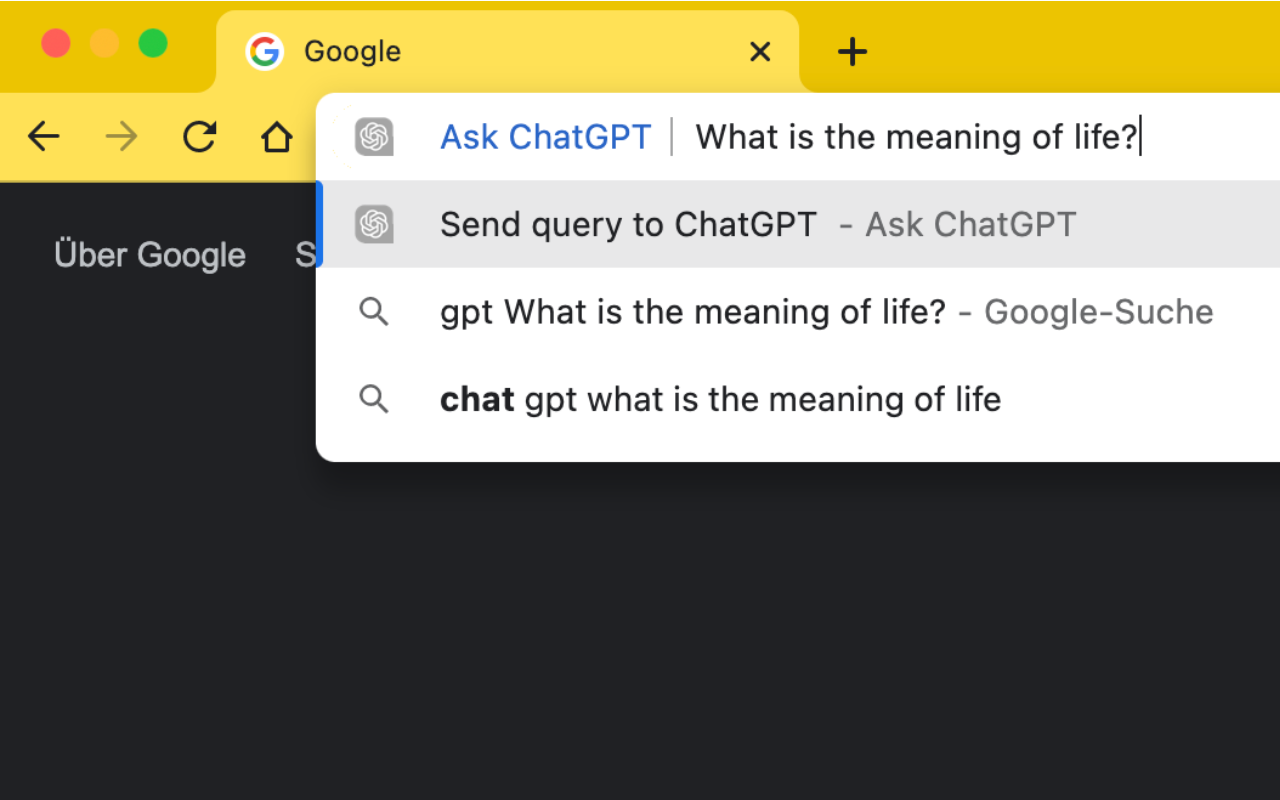 Google
Ask ChatGPT | What is the meaning of life?
Send query to ChatGPT - Ask ChatGPT
Über Google S
gpt What is the meaning of life? - Google-Suche
chat gpt what is the meaning of life